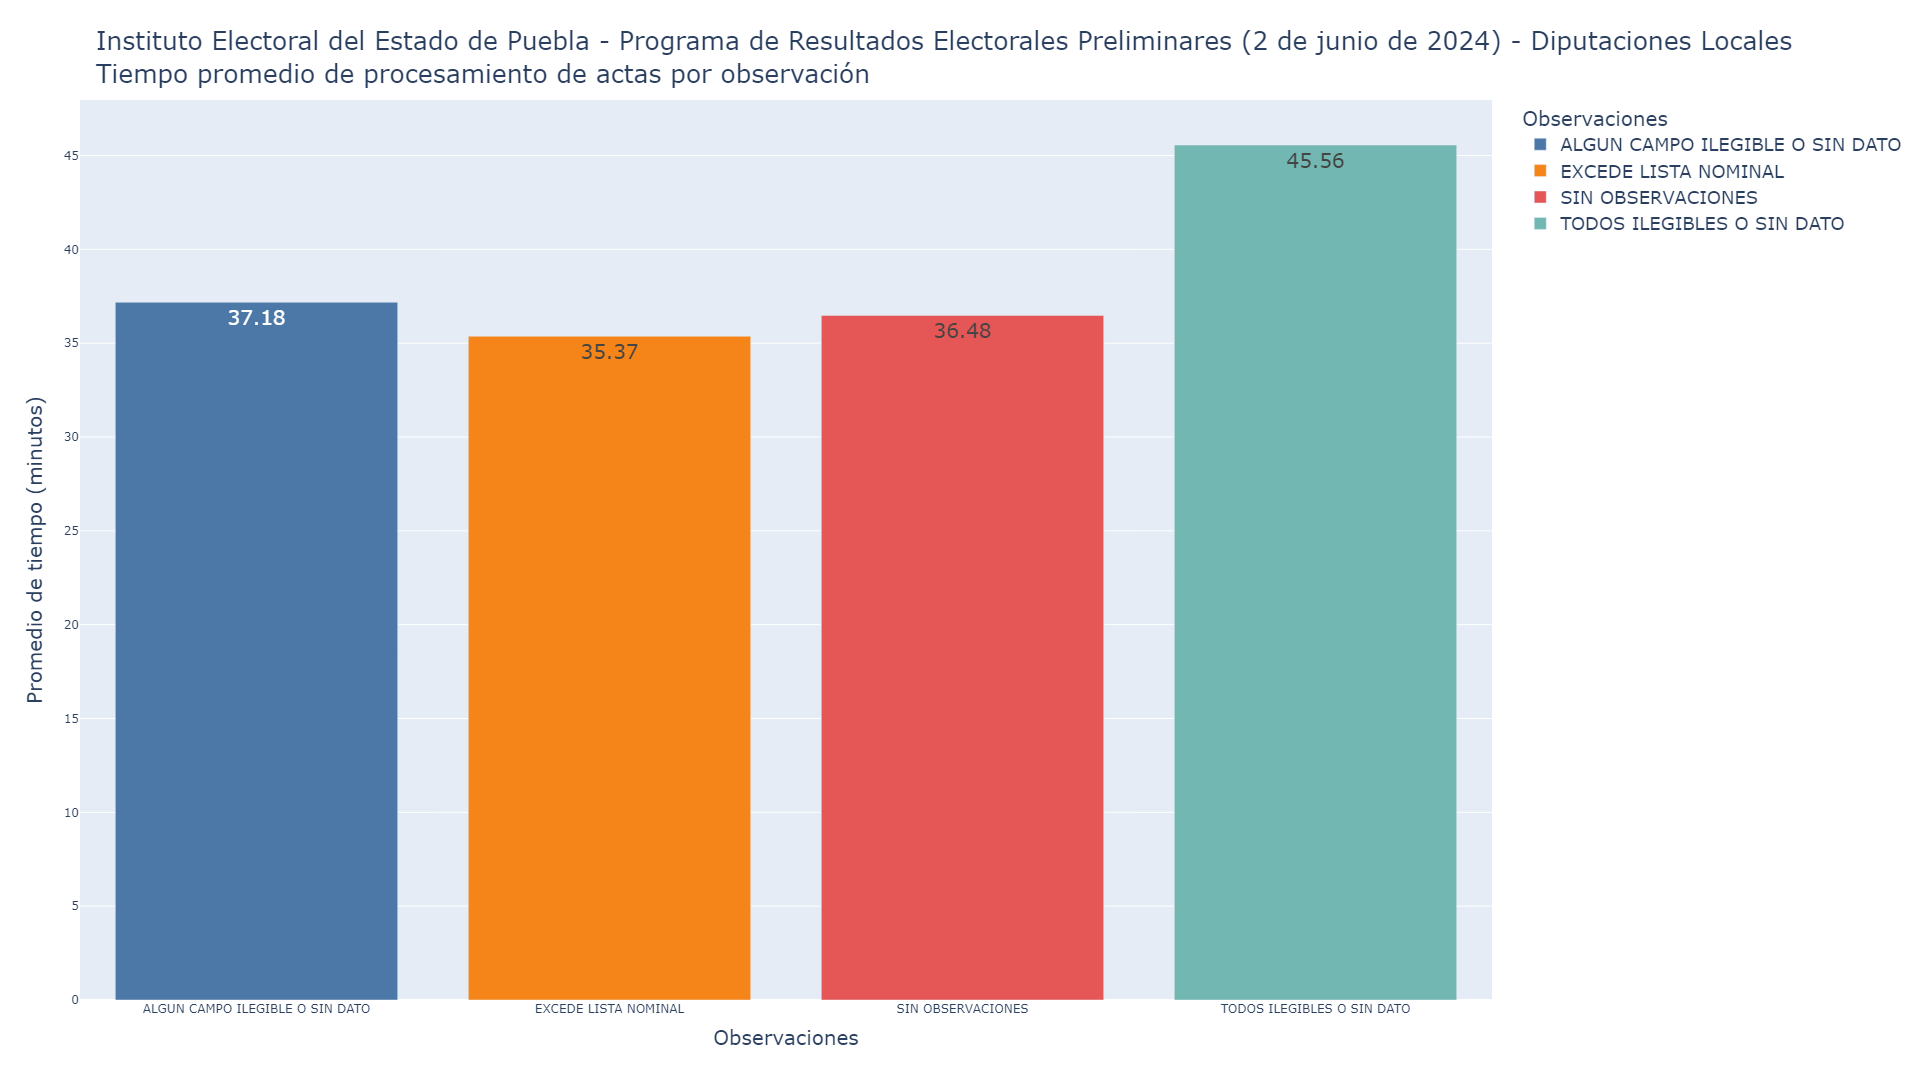 Instituto Electoral del Estado de Puebla - Programa de Resultados Electorales Preliminares (2 de junio de 2024) - Diputaciones Locales
Tiempo promedio de procesamiento de actas por observación
Observaciones
ALGUN CAMPO ILEGIBLE O SIN DATO
EXCEDE LISTA NOMINAL
SIN OBSERVACIONES
TODOS ILEGIBLES O SIN DATO
Promedio de tiempo (minutos)
45
40
35
30
25
20
15
10
5
0
37.18
35.37
36.48
45.56
ALGUN CAMPO ILEGIBLE O SIN DATO
EXCEDE LISTA NOMINAL
SIN OBSERVACIONES
TODOS ILEGIBLES O SIN DATO
Observaciones